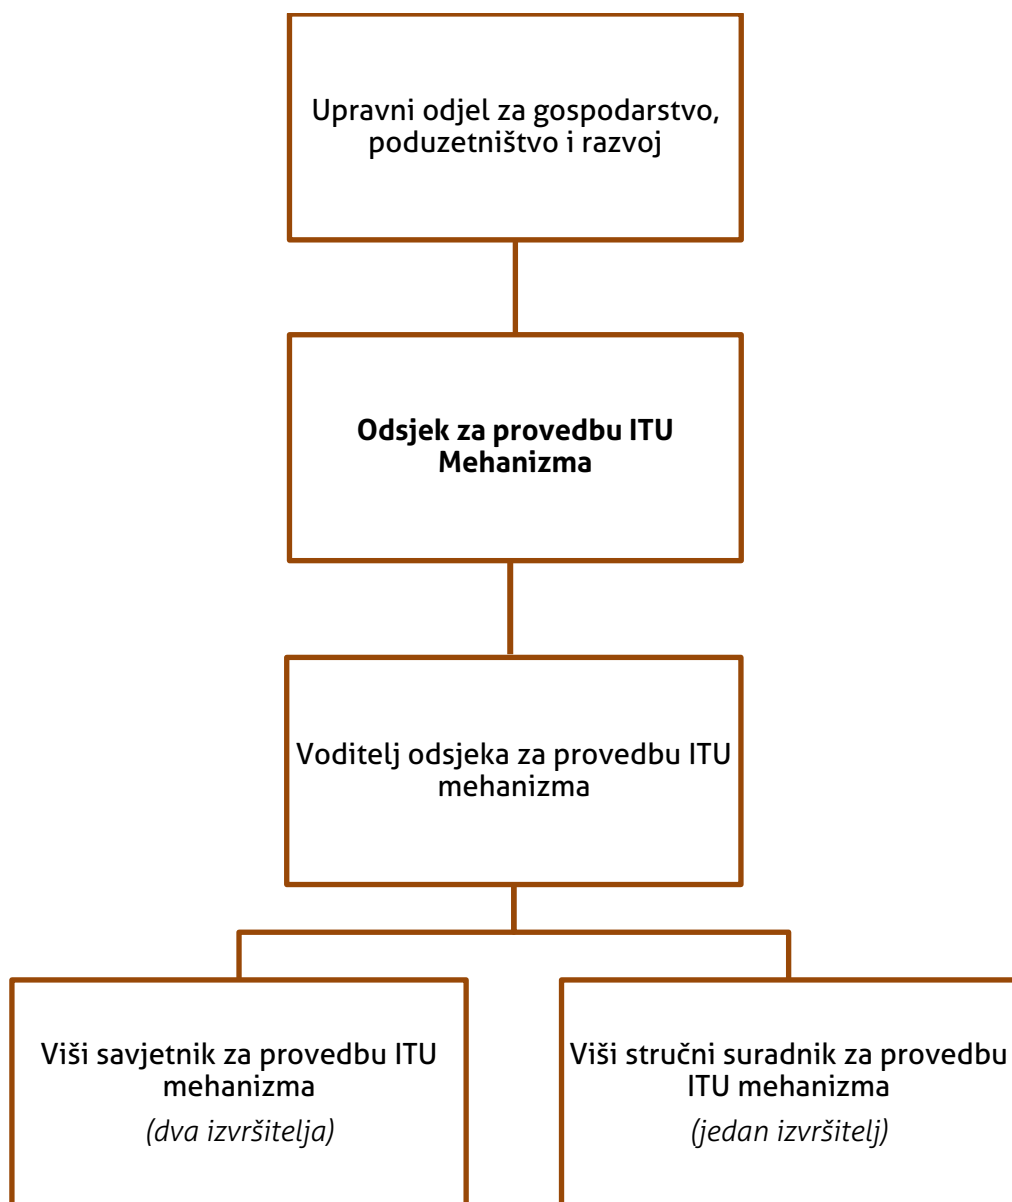 Upravni odjel za gospodarstvo,
poduzetništvo i razvoj
Odsjek za provedbu ITU
Mehanizma
Voditelj odsjeka za provedbu ITU
mehanizma
Viši savjetnik za provedbu ITU
mehanizma
(dva izvršitelja)
Viši stručni suradnik za provedbu
ITU mehanizma
(jedan izvršitelj)